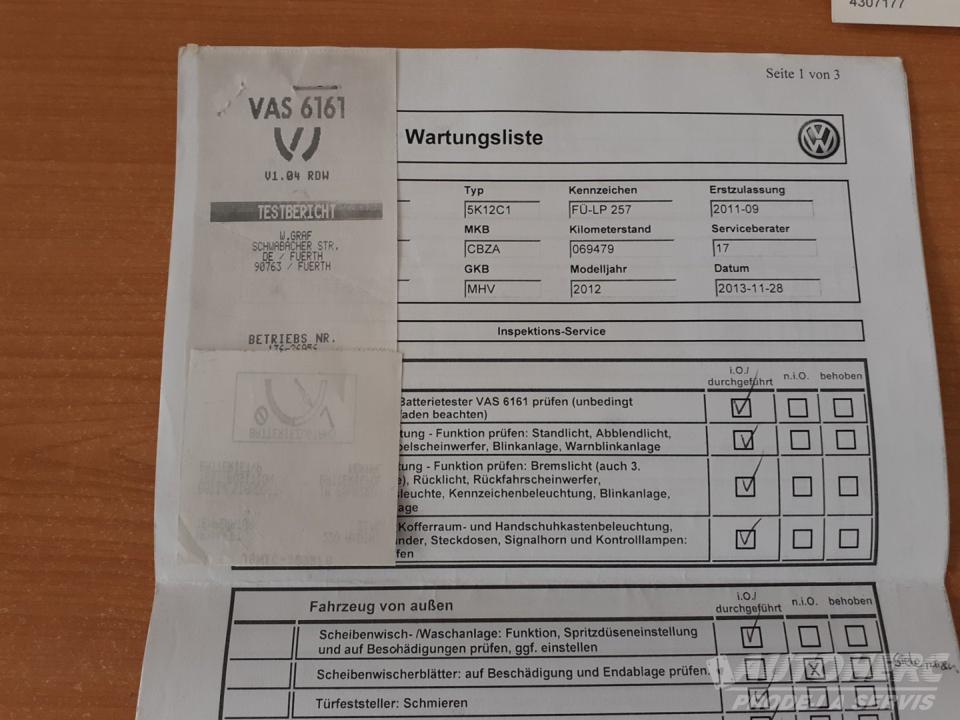 4307177
Seite 1 von 3
VAS 6161
V1.04 RDW
TESTBERICHT
W.GRAF
SCHWABACHER STR.
DE / FUERTH
90763 / FUERTH
BETRIEBS NR.
Wartungsliste
Typ Kennzeichen Erstzulassung
5K12C1 FÜ-LP 257 2011-09
MKB Kilometerstand Serviceberater
CBZA 069479 17
GKB Modelljahr Datum
MHV 2012 2013-11-28
Inspektions-Service
i.O./ n.i.O. behoben
durchgeführt
Batterietester VAS 6161 prüfen (unbedingt
faden beachten)
tung - Funktion prüfen: Standlicht, Abblendlicht,
belscheinwerfer, Blinkanlage, Warnblinkanlage
tung - Funktion prüfen: Bremslicht (auch 3.
e), Rücklicht, Rückfahrscheinwerfer,
sleuchte, Kennzeichenbeleuchtung, Blinkanlage,
age
Kofferraum- und Handschuhkastenbeleuchtung,
nder, Steckdosen, Signalhorn und Kontrolllampen:
fen
Fahrzeug von außen
i.O./ n.i.O. behoben
durchgeführt
Scheibenwisch- /Waschanlage: Funktion, Spritzdüseneinstellung
und auf Beschädigungen prüfen, ggf. einstellen
Scheibenwischerblätter: auf Beschädigung und Endablage prüfen.
Türfeststeller: Schmieren
AUTOMERC
PRODEJ A SERVIS